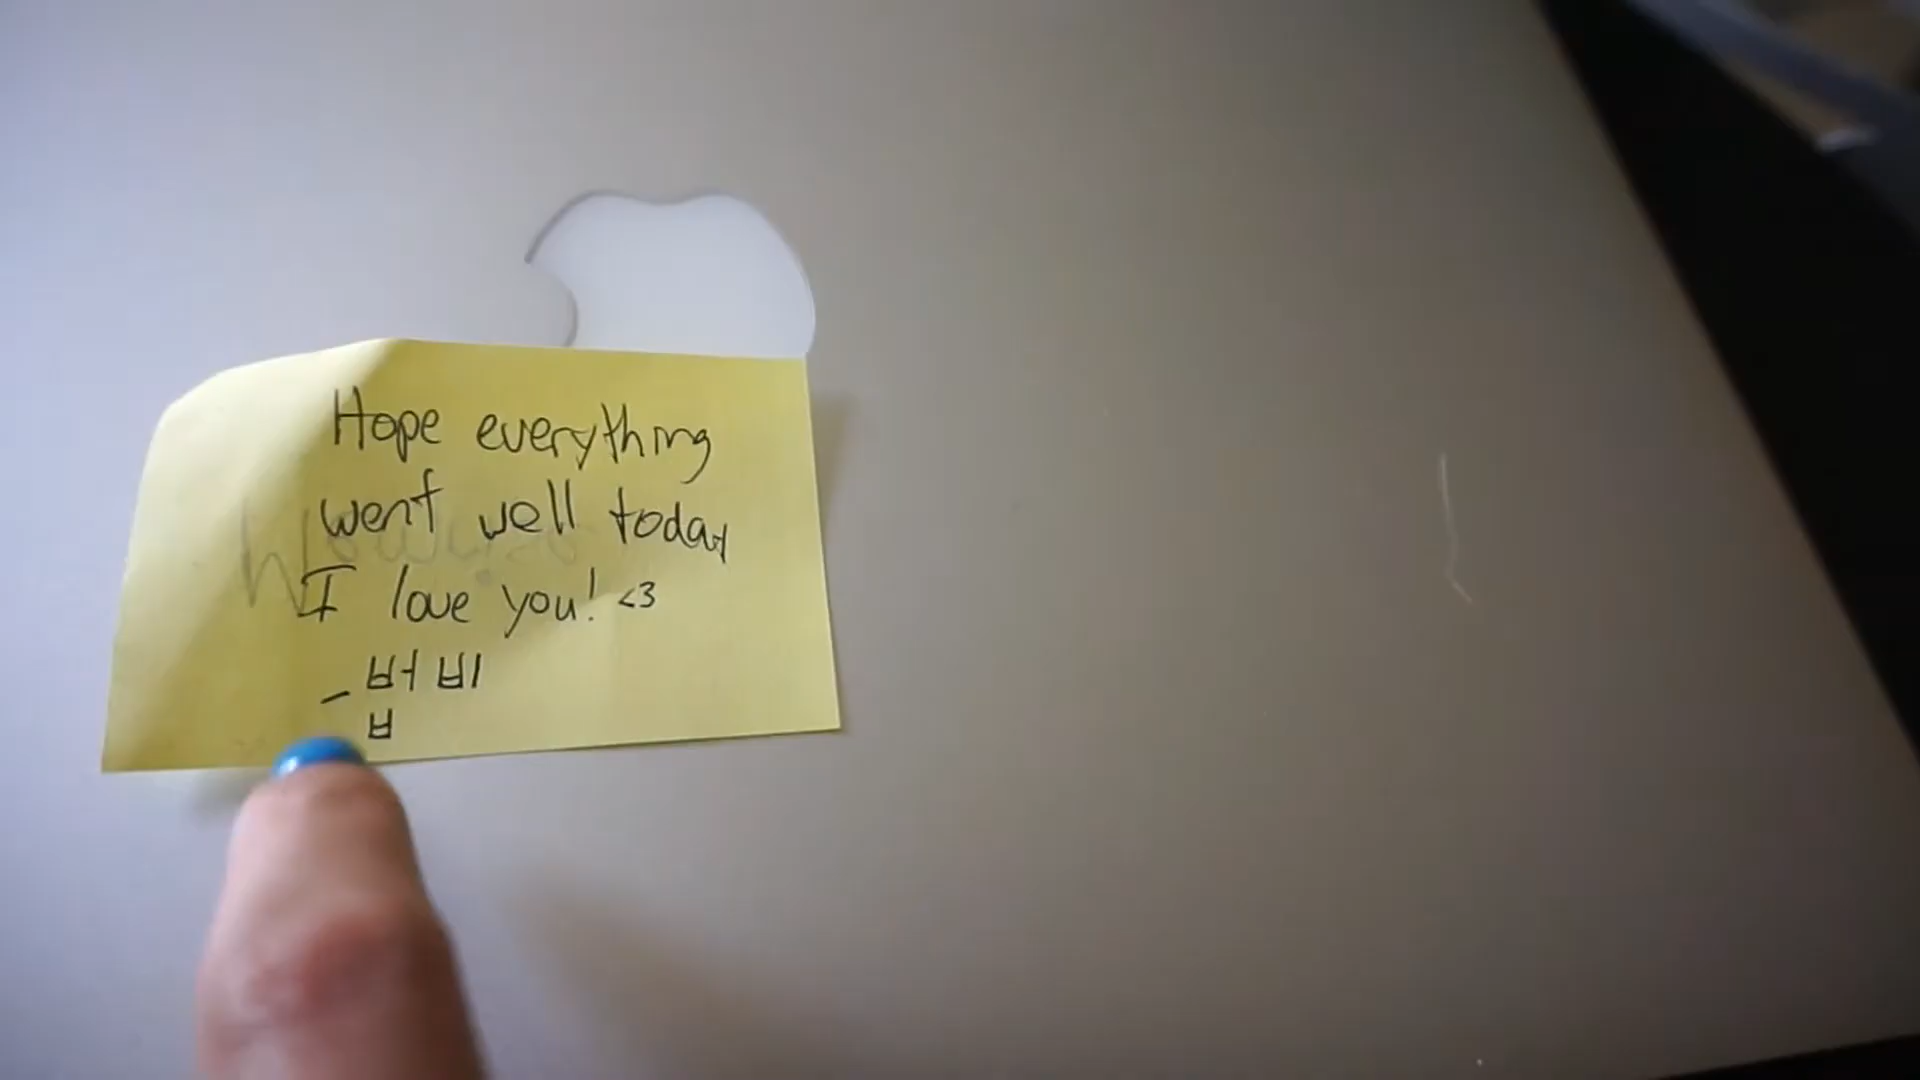 Hope everything
went well today
I love you! <3
- 법비